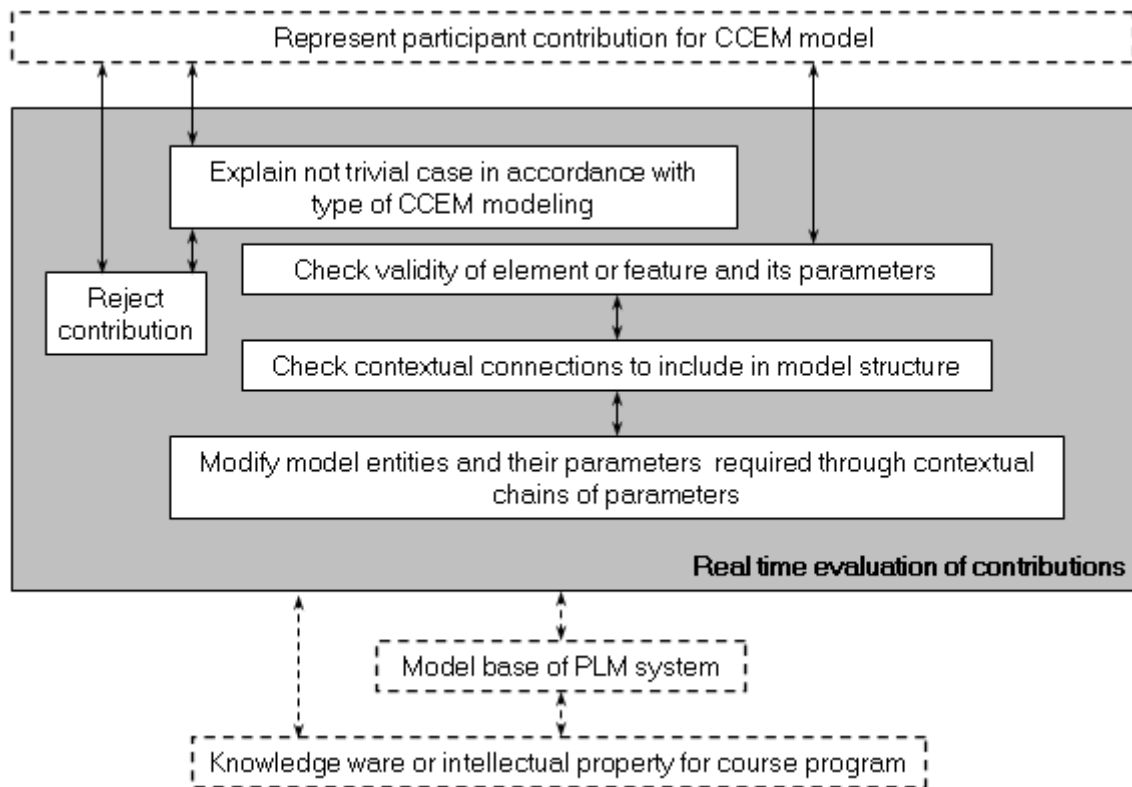 Represent participant contribution for CCEM model
Explain not trivial case in accordance with
type of CCEM modeling
Check validity of element or feature and its parameters
Reject
contribution
Check contextual connections to include in model structure
Modify model entities and their parameters required through contextual
chains of parameters
Real time evaluation of contributions
Model base of PLM system
Knowledge ware or intellectual property for course program